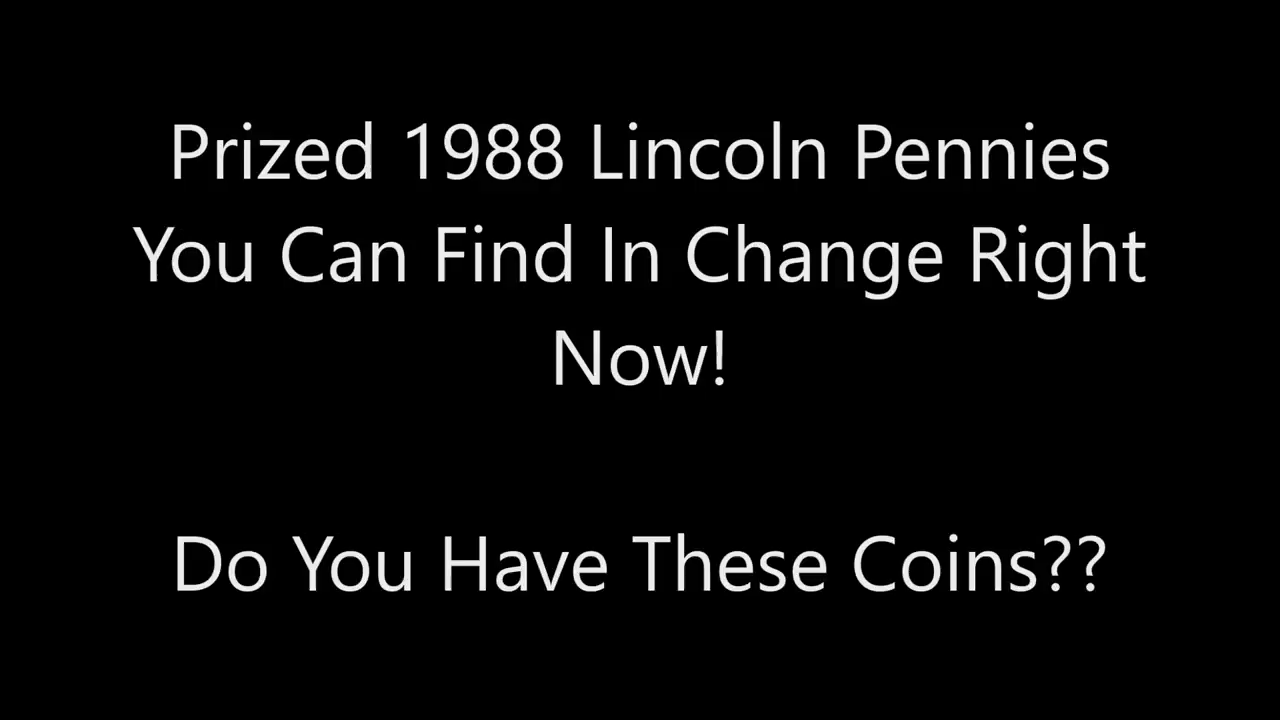 Prized 1988 Lincoln Pennies
You Can Find In Change Right
Now!
Do You Have These Coins??